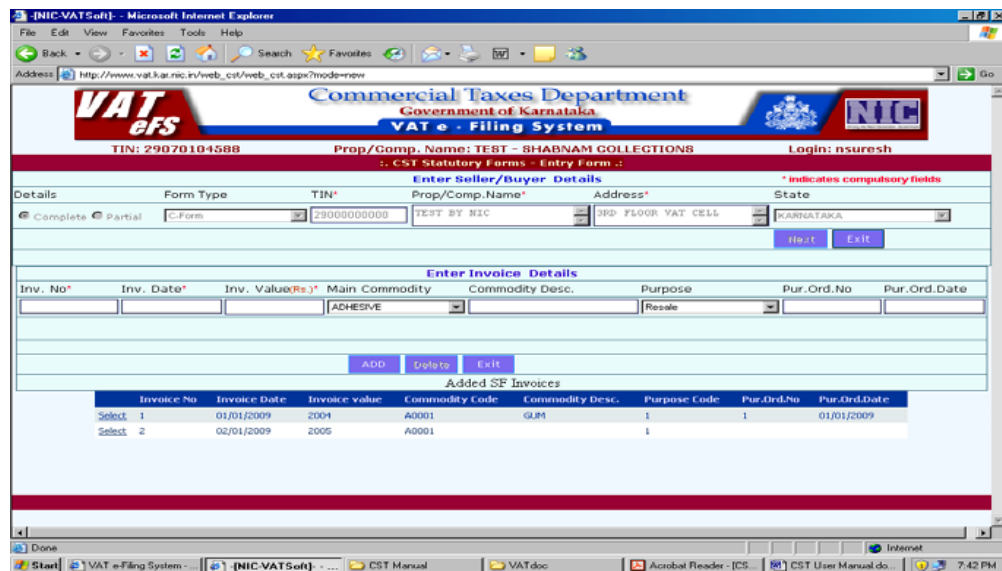 -[NIC-VATSoft]- - Microsoft Internet Explorer
File Edit View Favorites Tools Help
Back Search Favorites
Address http://www.vat.kar.nic.in/web_cst/web_cst.aspx?mode=new Go
VAT eFS
Commercial Taxes Department
Government of Karnataka
VAT e - Filing System
NIC
TIN: 29070104588 Prop/Comp. Name: TEST - SHABNAM COLLECTIONS Login: nsuresh
:. CST Statutory Forms - Entry Form .:
Enter Seller/Buyer Details * indicates compulsory fields
Details Form Type TIN* Prop/Comp.Name* Address* State
Complete Partial C-Form 29000000000 TEST BY NIC 3RD FLOOR VAT CELL KARNATAKA
Next Exit
Enter Invoice Details
Inv. No* Inv. Date* Inv. Value(Rs.)* Main Commodity Commodity Desc. Purpose Pur.Ord.No Pur.Ord.Date
ADHESIVE Resale
ADD Delete Exit
Added SF Invoices
Invoice No Invoice Date Invoice value Commodity Code Commodity Desc. Purpose Code Pur.Ord.No Pur.Ord.Date
Select 1 01/01/2009 2004 A0001 GUM 1 1 01/01/2009
Select 2 02/01/2009 2005 A0001 1
Done Internet
Start VAT e-Filing System - ... -[NIC-VATSoft]- - ... CST Manual VATdoc Acrobat Reader - [CS... CST User Manual.do... 7:42 PM